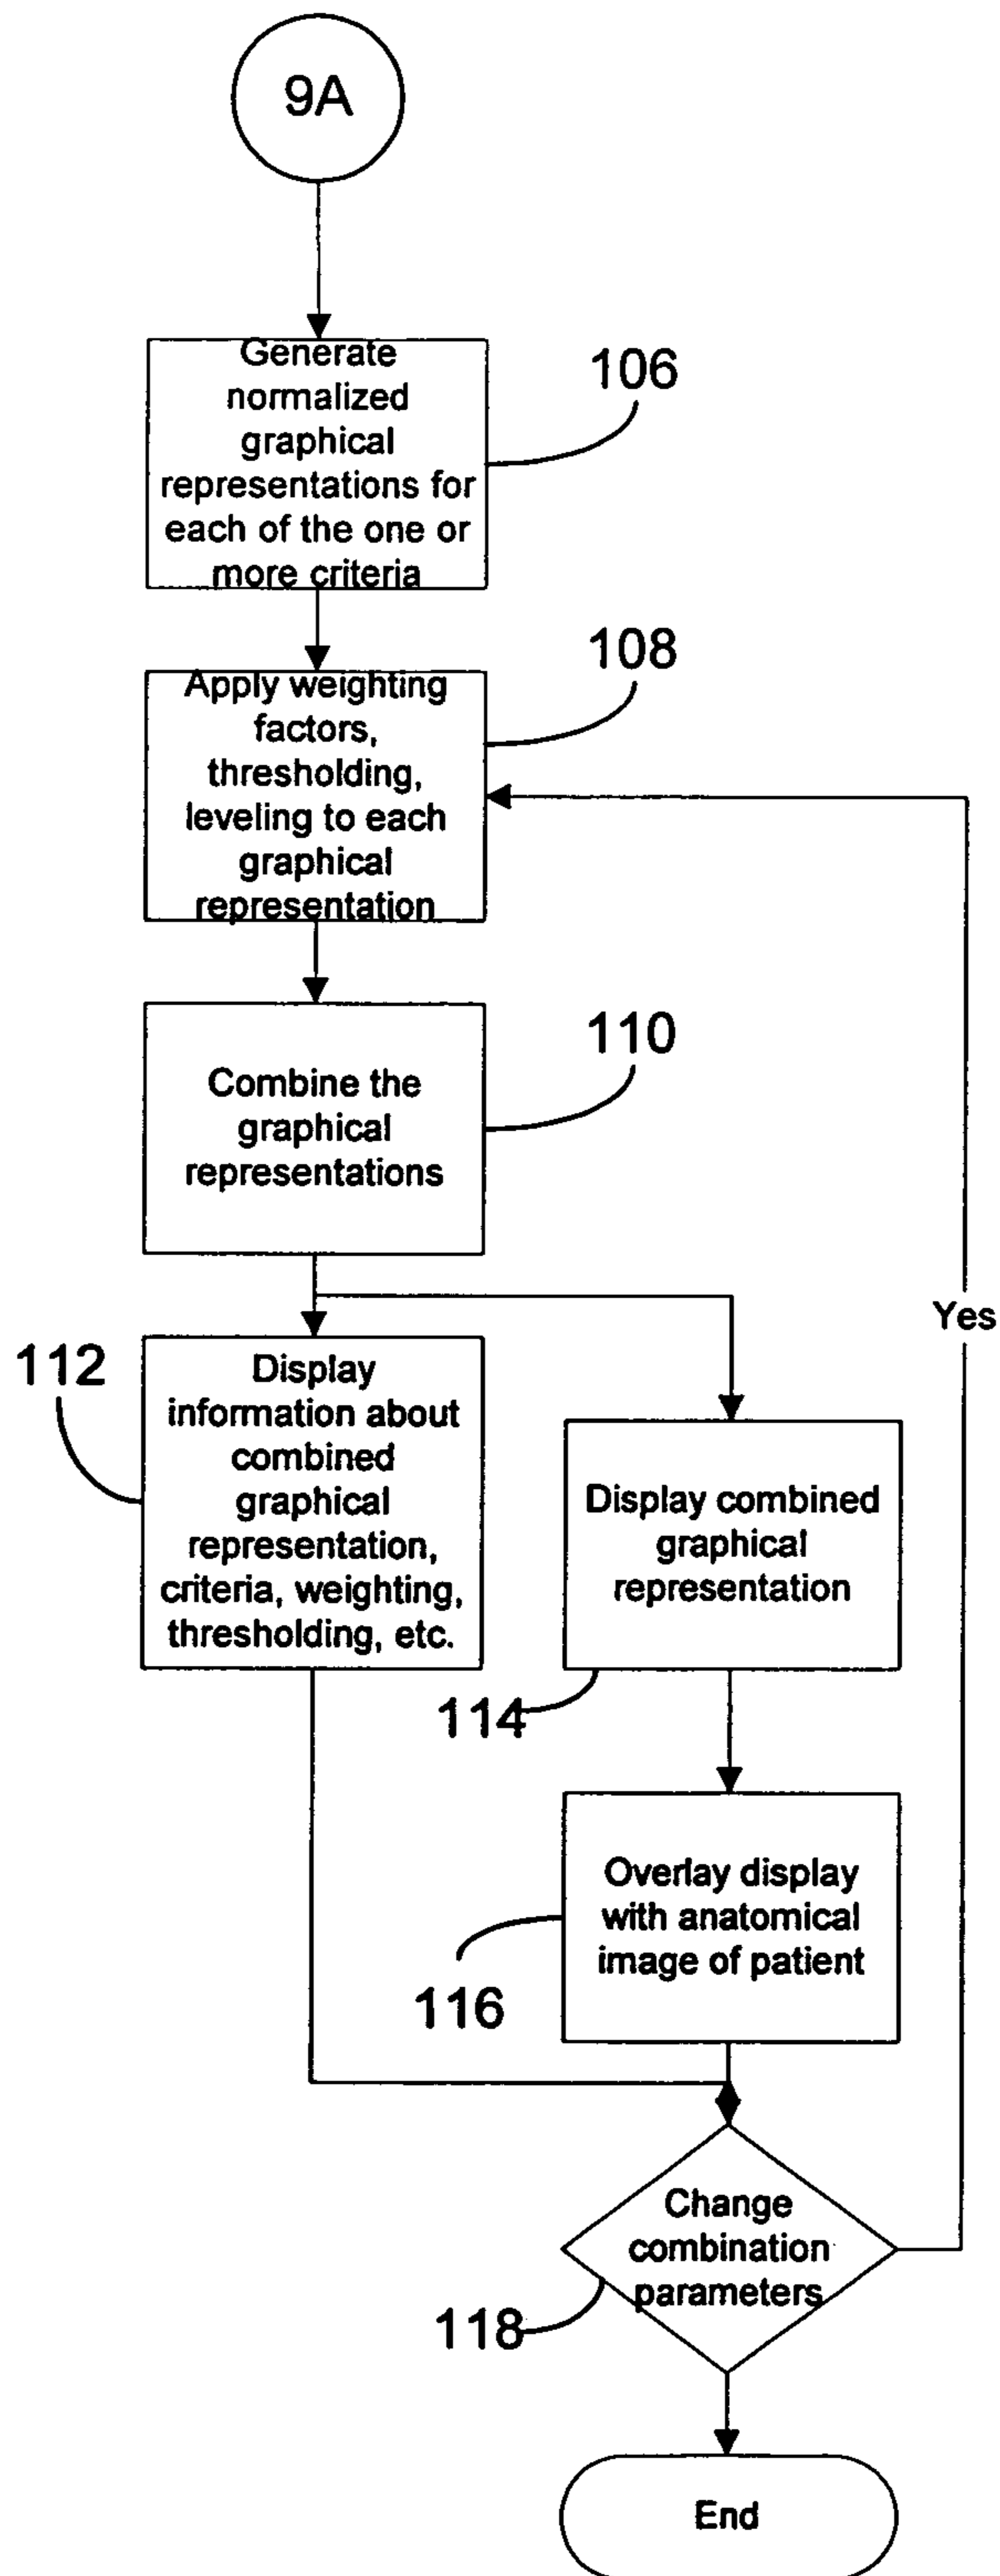 9A
Generate
normalized
graphical
representations for
each of the one or
more criteria
106
Apply weighting
factors,
thresholding,
leveling to each
graphical
representation
108
Combine the
graphical
representations
110
Display
information about
combined
graphical
representation,
criteria, weighting,
thresholding, etc.
112
Display combined
graphical
representation
114
Overlay display
with anatomical
image of patient
116
Change
combination
parameters
118
Yes
End